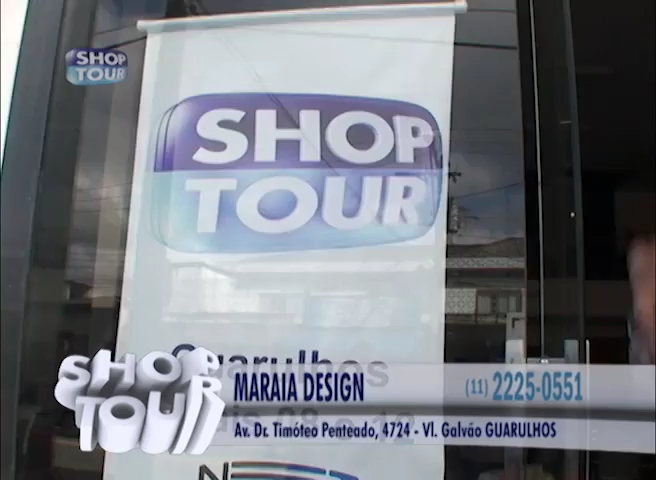 SHOP
TOUR
SHOP
TOUR
Guarulhos
SHOP
TOUR
MARAIA DESIGN
(11) 2225-0551
Av. Dr. Timóteo Penteado, 4724 - Vl. Galvão GUARULHOS